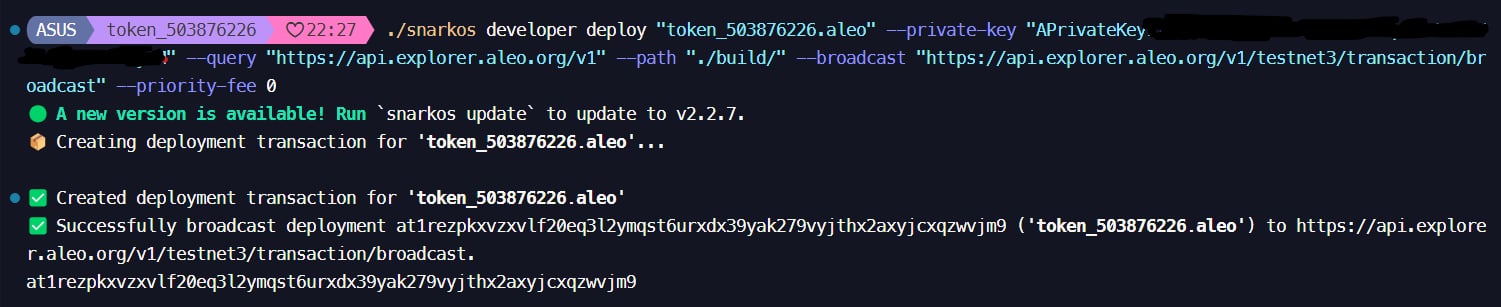 ASUS token_503876226 ♡22:27 ./snarkos developer deploy "token_503876226.aleo" --private-key "APrivateKey
" --query "https://api.explorer.aleo.org/v1" --path "./build/" --broadcast "https://api.explorer.aleo.org/v1/testnet3/transaction/br
oadcast" --priority-fee 0
A new version is available! Run `snarkos update` to update to v2.2.7.
📦 Creating deployment transaction for 'token_503876226.aleo'...
✅ Created deployment transaction for 'token_503876226.aleo'
✅ Successfully broadcast deployment at1rezpkxvzxvlf20eq3l2ymqst6urxdx39yak279vyjthx2axyjcxqzwvjm9 ('token_503876226.aleo') to https://api.explore
r.aleo.org/v1/testnet3/transaction/broadcast.
at1rezpkxvzxvlf20eq3l2ymqst6urxdx39yak279vyjthx2axyjcxqzwvjm9